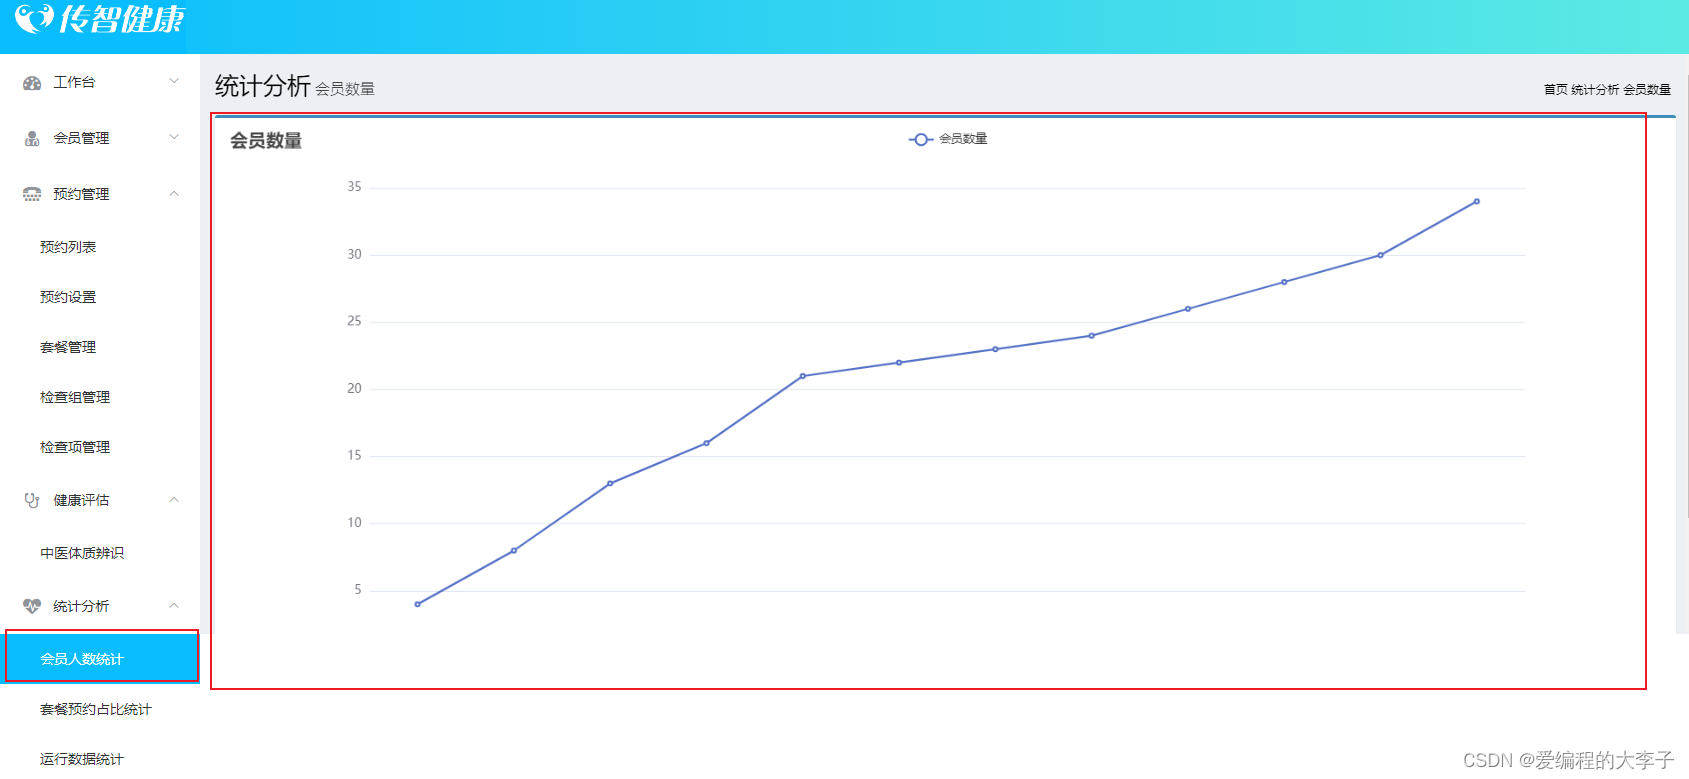 传智健康
工作台
会员管理
预约管理
预约列表
预约设置
套餐管理
检查组管理
检查项管理
健康评估
中医体质辨识
统计分析
会员人数统计
套餐预约占比统计
运行数据统计
统计分析 会员数量
首页 统计分析 会员数量
会员数量
会员数量
35
30
25
20
15
10
5
CSDN @爱编程的大李子